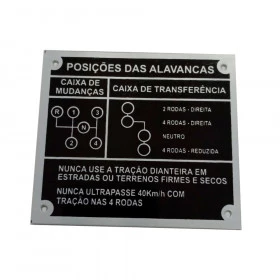 POSIÇÕES DAS ALAVANCAS
CAIXA DE
MUDANÇAS
CAIXA DE TRANSFERÊNCIA
R 1 3
N
2 4
2 RODAS - DIREITA
4 RODAS - DIREITA
NEUTRO
4 RODAS - REDUZIDA
NUNCA USE A TRAÇÃO DIANTEIRA EM
ESTRADAS OU TERRENOS FIRMES E SECOS
NUNCA ULTRAPASSE 40Km/h COM
TRAÇÃO NAS 4 RODAS